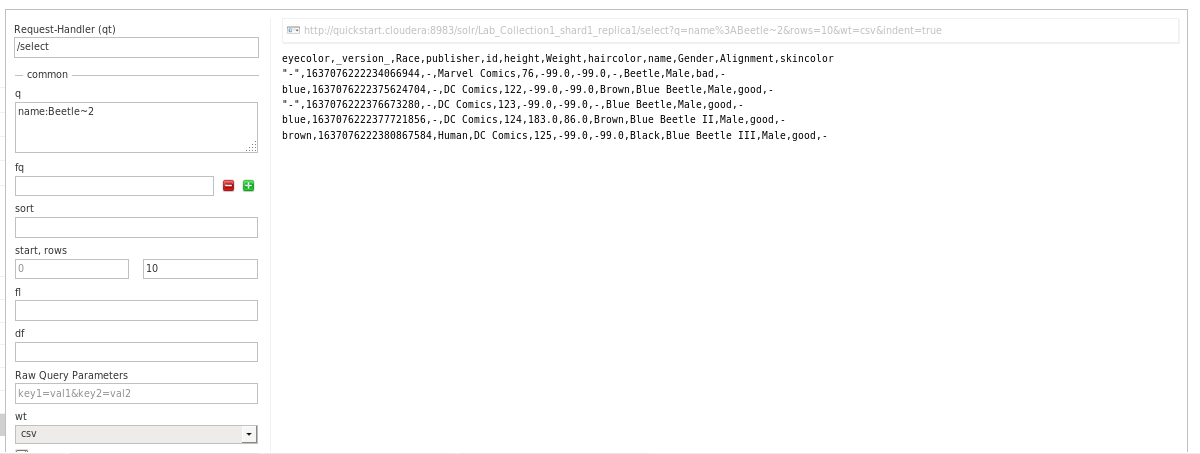 Request-Handler (qt)
/select
common
q
name:Beetle~2
fq
sort
start, rows
0
10
fl
df
Raw Query Parameters
key1=val1&key2=val2
wt
csv
http://quickstart.cloudera:8983/solr/Lab_Collection1_shard1_replica1/select?q=name%3ABeetle~2&rows=10&wt=csv&indent=true
eyecolor,_version_,Race,publisher,id,height,Weight,haircolor,name,Gender,Alignment,skincolor
"-",1637076222234066944,-,Marvel Comics,76,-99.0,-99.0,-,Beetle,Male,bad,-
blue,1637076222375624704,-,DC Comics,122,-99.0,-99.0,Brown,Blue Beetle,Male,good,-
"-",1637076222376673280,-,DC Comics,123,-99.0,-99.0,-,Blue Beetle,Male,good,-
blue,1637076222377721856,-,DC Comics,124,183.0,86.0,Brown,Blue Beetle II,Male,good,-
brown,1637076222380867584,Human,DC Comics,125,-99.0,-99.0,Black,Blue Beetle III,Male,good,-